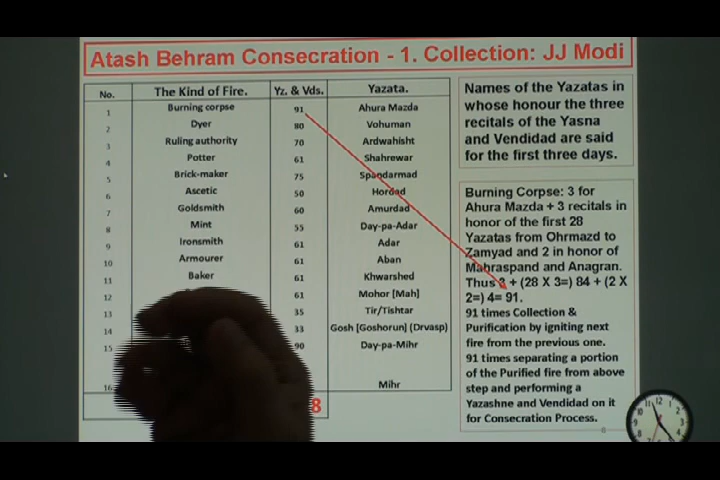 Atash Behram Consecration - 1. Collection: JJ Modi
No. The Kind of Fire. Yz. & Vds. Yazata.
1 Burning corpse 91 Ahura Mazda
2 Dyer 80 Vohuman
3 Ruling authority 70 Ardwahisht
4 Potter 61 Shahrewar
5 Brick-maker 75 Spandarmad
6 Ascetic 50 Hordad
7 Goldsmith 60 Amurdad
8 Mint 55 Day-pa-Adar
9 Ironsmith 61 Adar
10 Armourer 61 Aban
11 Baker 61 Khwarshed
12 61 Mohor [Mah]
13 35 Tir/Tishtar
14 33 Gosh [Goshorun] (Drvasp)
15 90 Day-pa-Mihr
16 Mihr
8
Names of the Yazatas in
whose honour the three
recitals of the Yasna
and Vendidad are said
for the first three days.
Burning Corpse: 3 for
Ahura Mazda + 3 recitals in
honor of the first 28
Yazatas from Ohrmazd to
Zamyad and 2 in honor of
Mahraspand and Anagran.
Thus 3 + (28 X 3=) 84 + (2 X
2=) 4= 91.
91 times Collection &
Purification by igniting next
fire from the previous one.
91 times separating a portion
of the Purified fire from above
step and performing a
Yazashne and Vendidad on it
for Consecration Process.